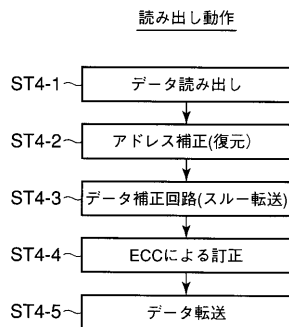 読み出し動作
ST4-1 データ読み出し
ST4-2 アドレス補正(復元)
ST4-3 データ補正回路(スルー転送)
ST4-4 ECCによる訂正
ST4-5 データ転送